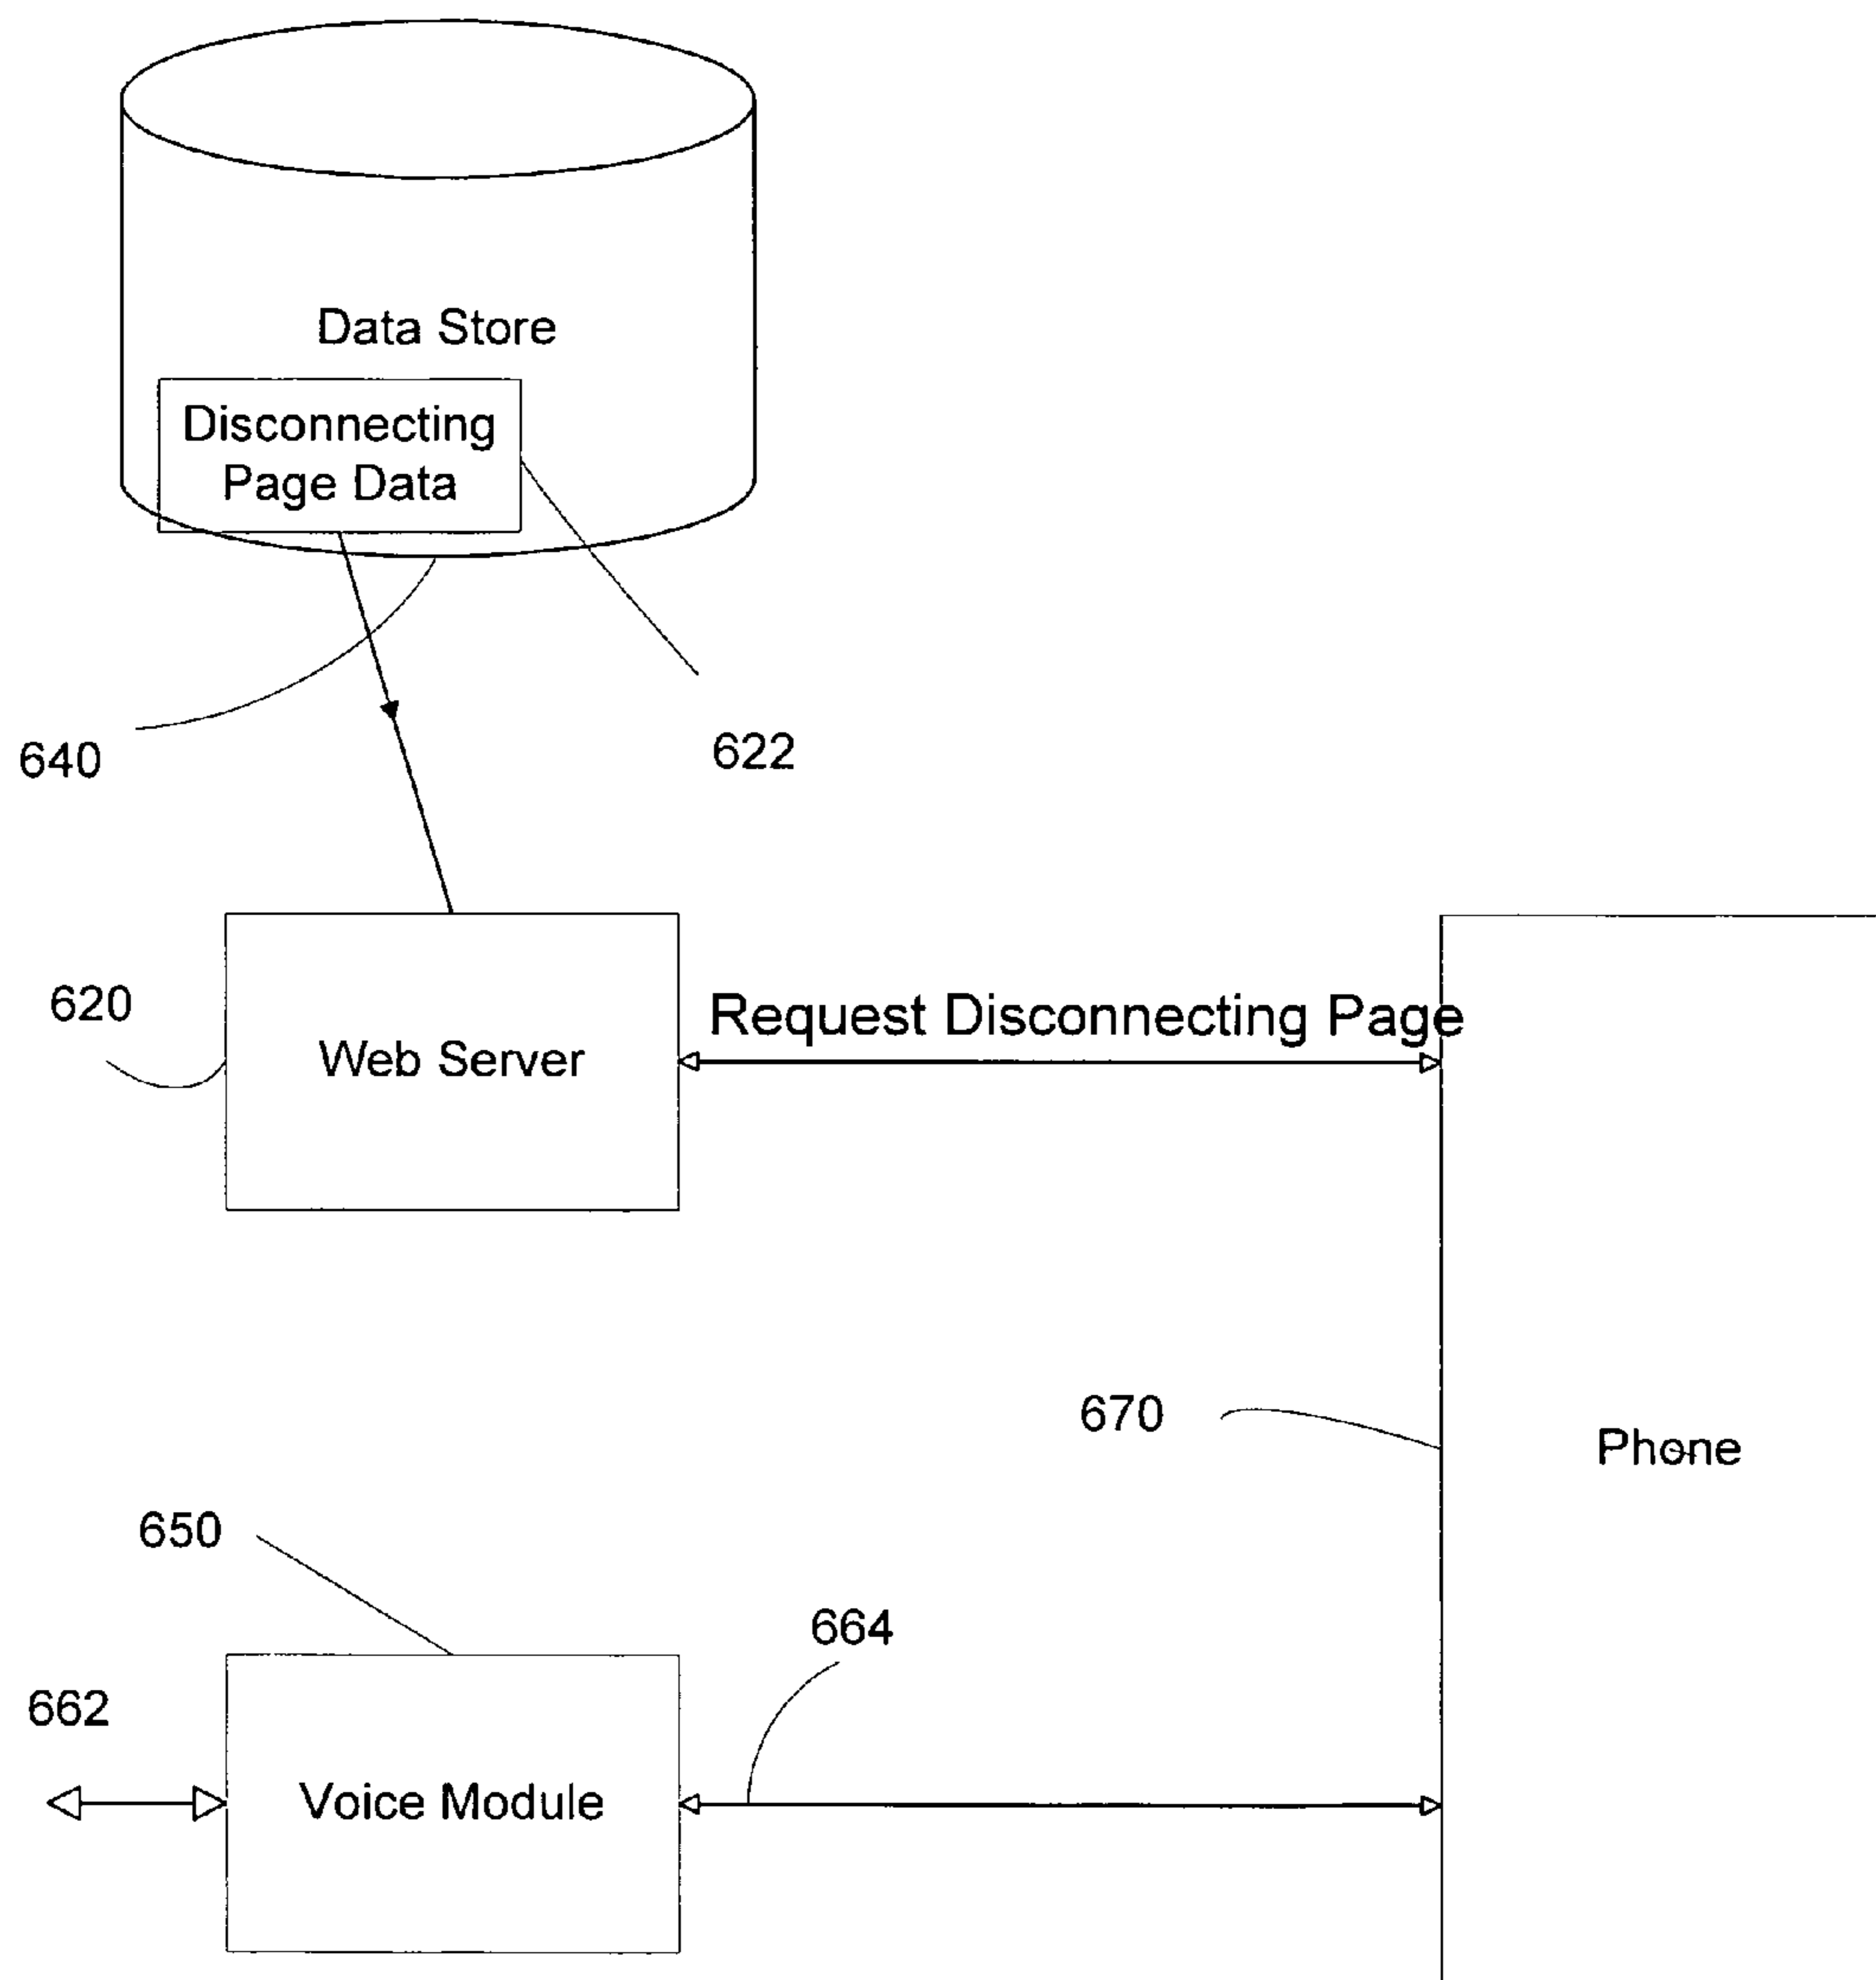 Data Store
Disconnecting
Page Data
640
622
620
Web Server
Request Disconnecting Page
670
Phone
650
664
662
Voice Module